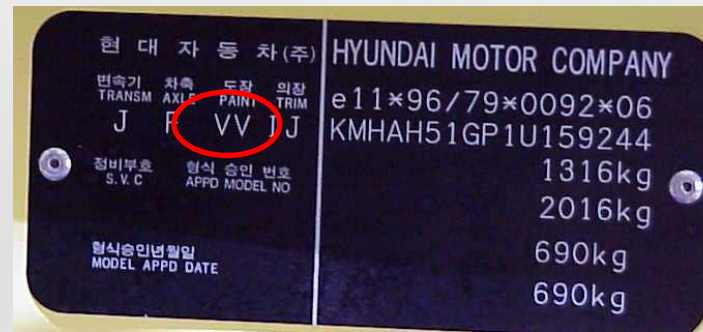 현 대 자 동 차(주)
변속기 차축 도장 의장
TRANSM AXLE PAINT TRIM
J VV J
정비부호 형식 승인 번호
S.V.C APPD MODEL NO
형식승인년월일
MODEL APPD DATE
HYUNDAI MOTOR COMPANY
e11*96/79*0092*06
KMHAH51GP1U159244
1316kg
2016kg
690kg
690kg